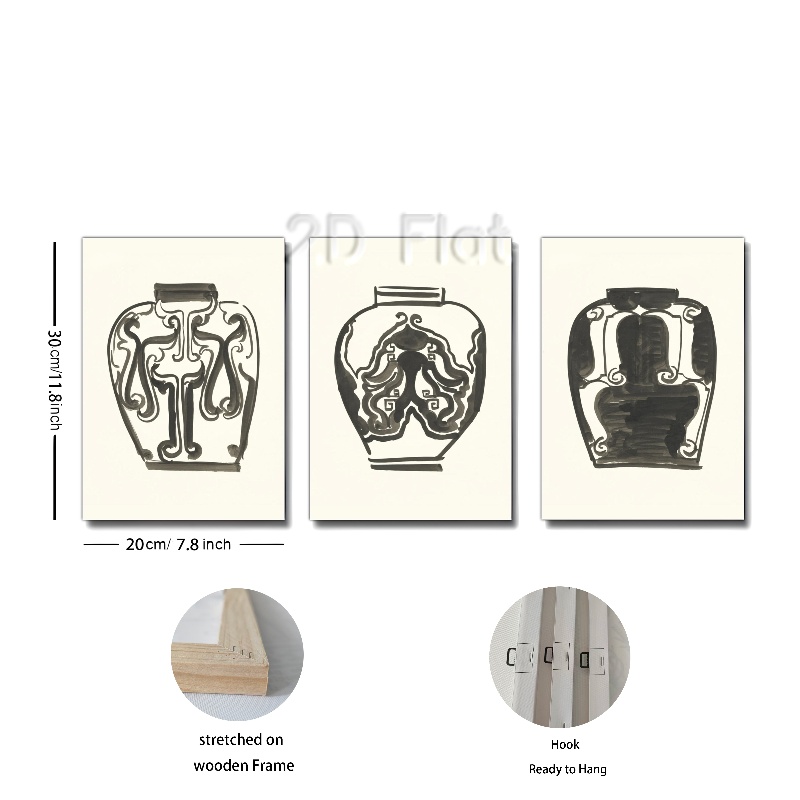 2D Flat
30cm/11.8inch
20cm/ 7.8 inch
stretched on
wooden Frame
Hook
Ready to Hang